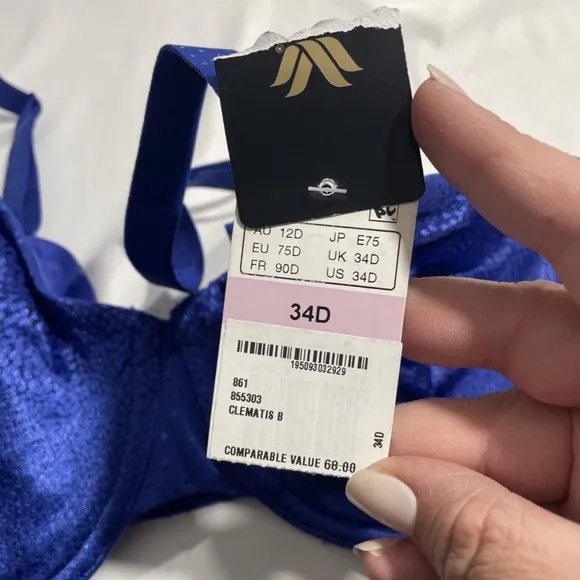 ®
AU 12D JP E75
EU 75D UK 34D
FR 90D US 34D
34D
195093032929
861
855303
CLEMATIS B
34D
COMPARABLE VALUE 68.00